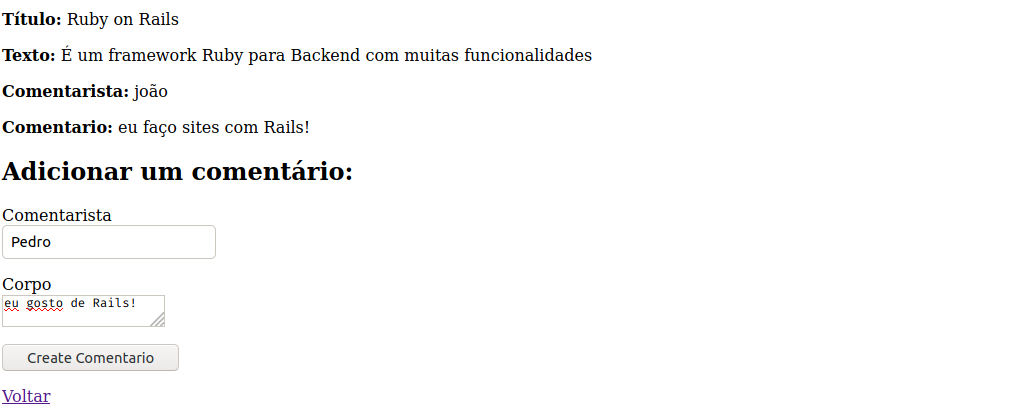 Título: Ruby on Rails
Texto: É um framework Ruby para Backend com muitas funcionalidades
Comentarista: joão
Comentario: eu faço sites com Rails!
Adicionar um comentário:
Comentarista
Pedro
Corpo
eu gosto de Rails!
Create Comentario
Voltar